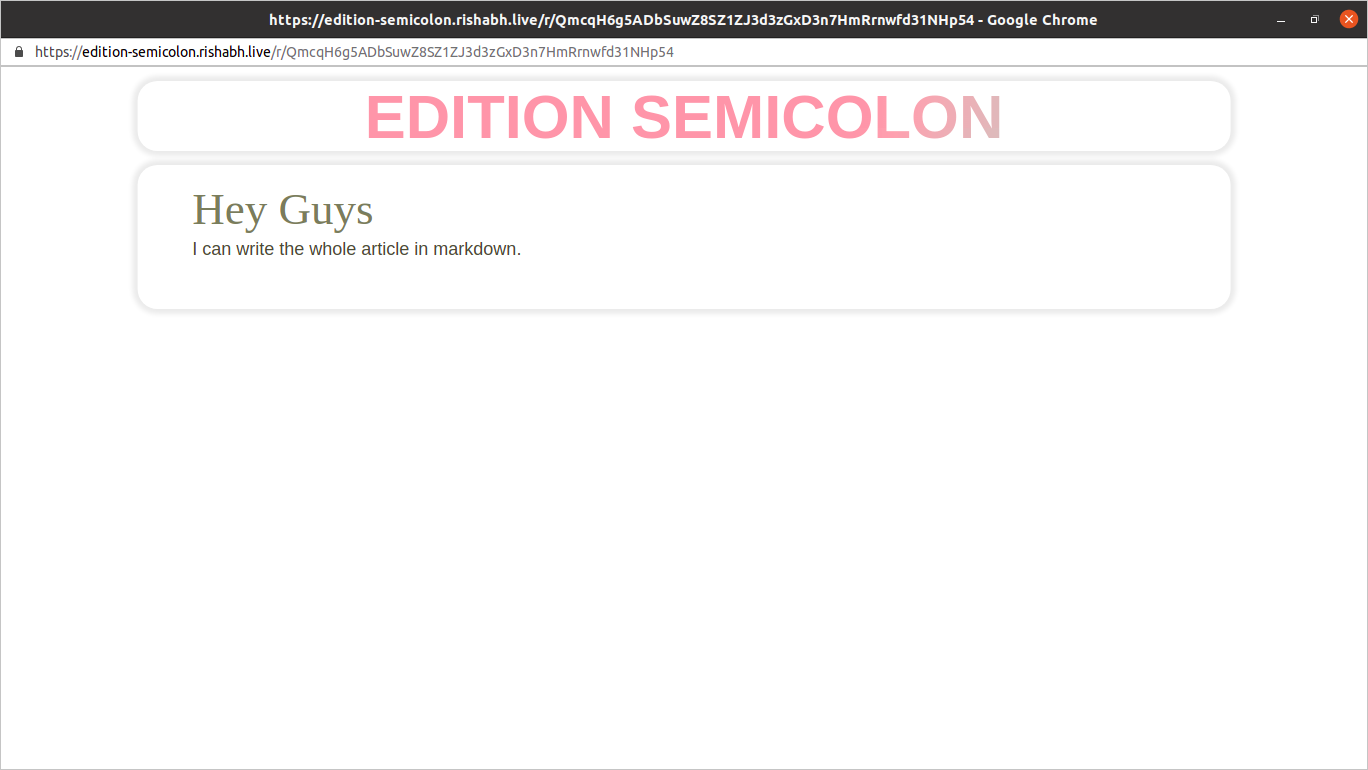 https://edition-semicolon.rishabh.live/r/QmcqH6g5ADbSuwZ8SZ1ZJ3d3zGxD3n7HmRrnwfd31NHp54 - Google Chrome
https://edition-semicolon.rishabh.live/r/QmcqH6g5ADbSuwZ8SZ1ZJ3d3zGxD3n7HmRrnwfd31NHp54
EDITION SEMICOLON
Hey Guys
I can write the whole article in markdown.